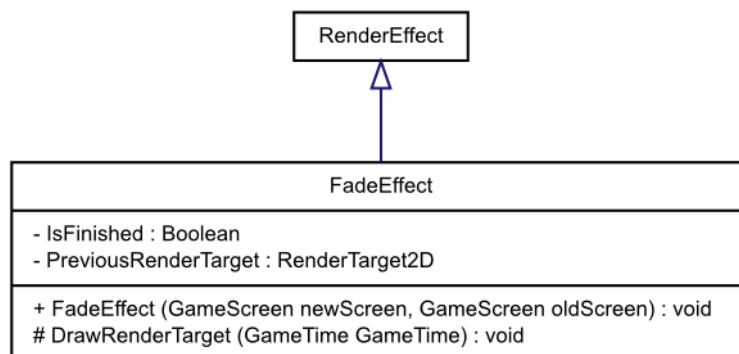 RenderEffect
FadeEffect
- IsFinished : Boolean
- PreviousRenderTarget : RenderTarget2D
+ FadeEffect (GameScreen newScreen, GameScreen oldScreen) : void
# DrawRenderTarget (GameTime GameTime) : void